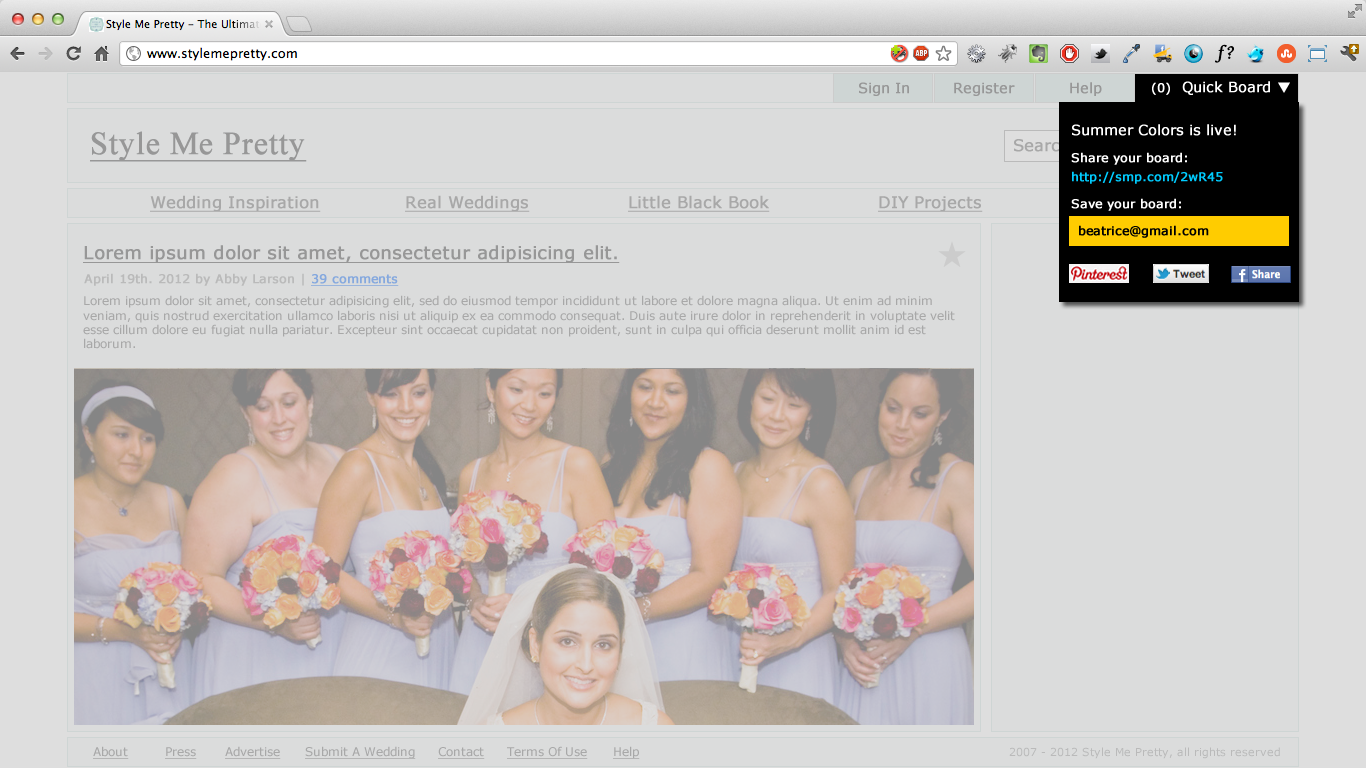 Style Me Pretty – The Ultimat
www.stylemepretty.com
ABP
f?
Sign In
Register
Help
(0) Quick Board ▼
Style Me Pretty
Searc
Summer Colors is live!
Share your board:
http://smp.com/2wR45
Save your board:
beatrice@gmail.com
Pinterest
Tweet
f Share
Wedding Inspiration
Real Weddings
Little Black Book
DIY Projects
Lorem ipsum dolor sit amet, consectetur adipisicing elit.
April 19th. 2012 by Abby Larson | 39 comments
Lorem ipsum dolor sit amet, consectetur adipisicing elit, sed do eiusmod tempor incididunt ut labore et dolore magna aliqua. Ut enim ad minim
veniam, quis nostrud exercitation ullamco laboris nisi ut aliquip ex ea commodo consequat. Duis aute irure dolor in reprehenderit in voluptate velit
esse cillum dolore eu fugiat nulla pariatur. Excepteur sint occaecat cupidatat non proident, sunt in culpa qui officia deserunt mollit anim id est
laborum.
About
Press
Advertise
Submit A Wedding
Contact
Terms Of Use
Help
2007 - 2012 Style Me Pretty, all rights reserved